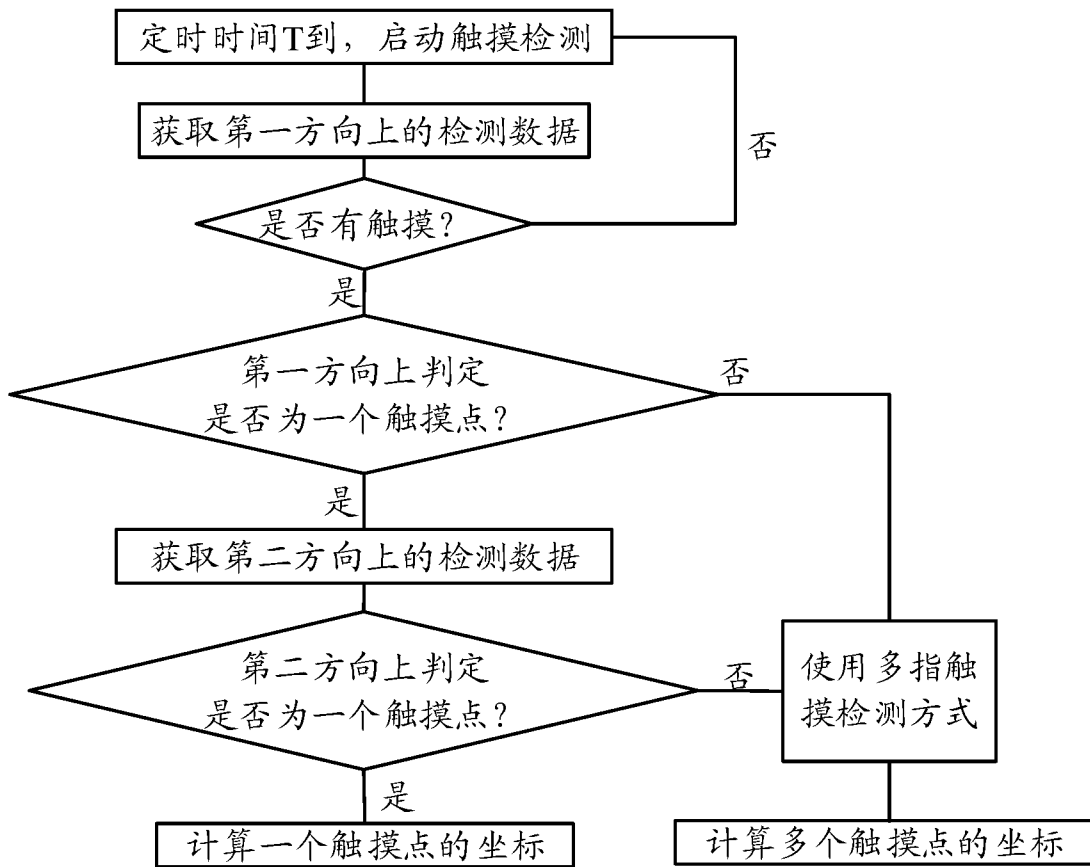 定时时间T到，启动触摸检测
获取第一方向上的检测数据
否
是否有触摸？
是
第一方向上判定
是否为一个触摸点？
否
是
获取第二方向上的检测数据
第二方向上判定
是否为一个触摸点？
否
使用多指触
摸检测方式
是
计算一个触摸点的坐标
计算多个触摸点的坐标